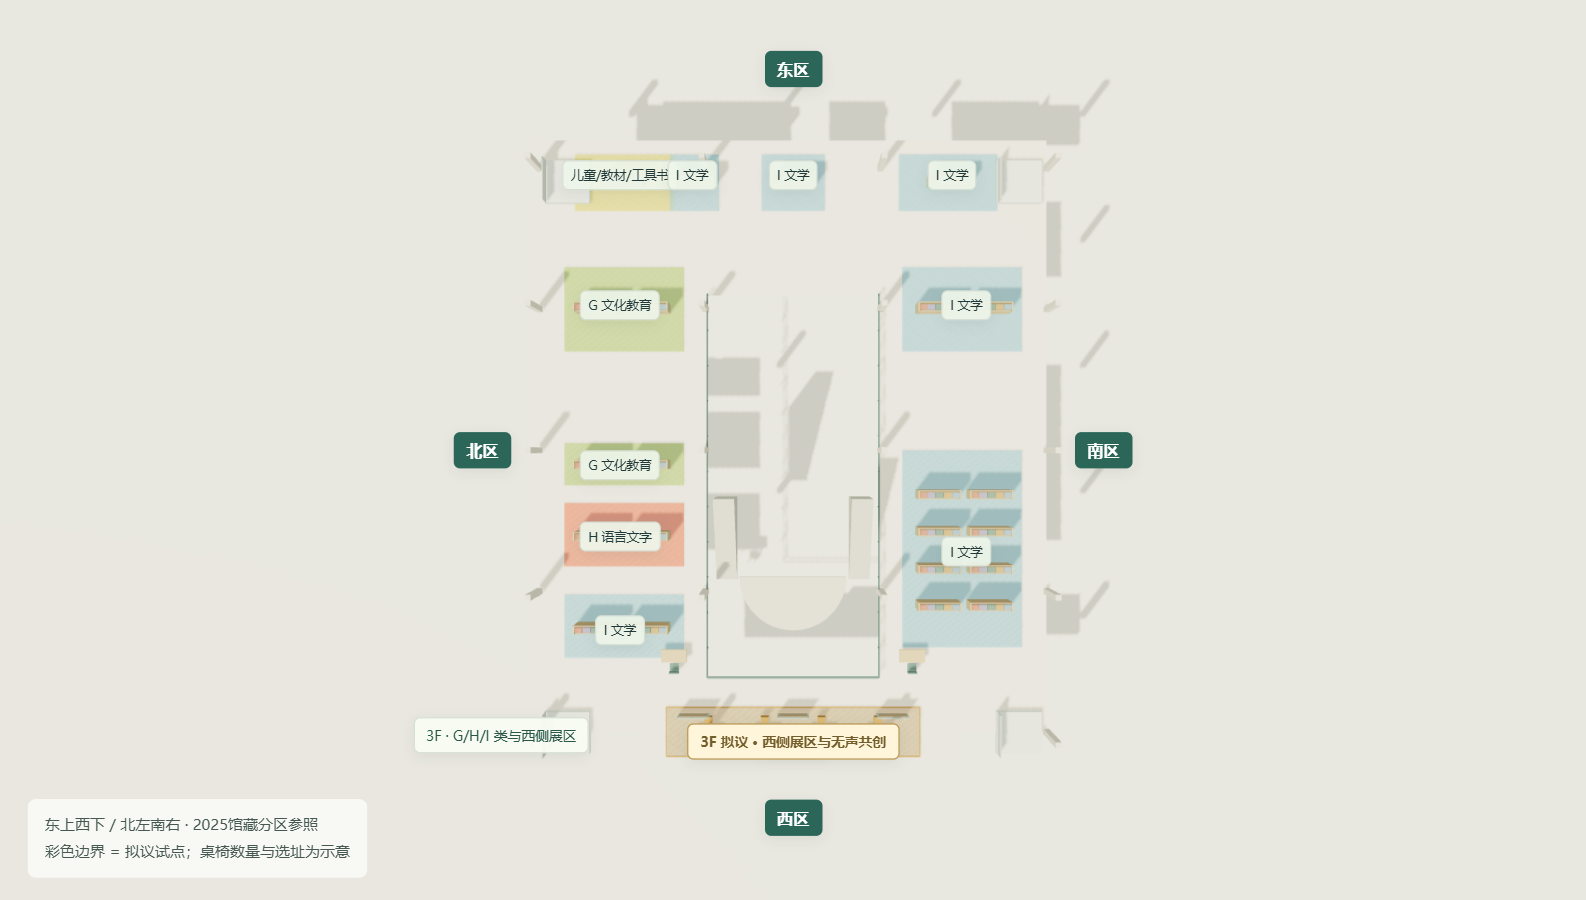 东区
儿童/教材/工具书
I 文学
I 文学
I 文学
G 文化教育
I 文学
北区
南区
G 文化教育
H 语言文字
I 文学
I 文学
3F · G/H/I 类与西侧展区
3F 拟议 • 西侧展区与无声共创
西区
东上西下 / 北左南右 · 2025馆藏分区参照
彩色边界 = 拟议试点；桌椅数量与选址为示意